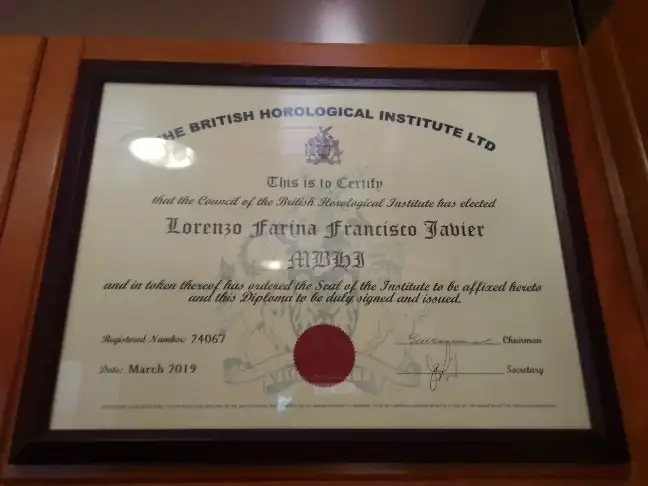 THE BRITISH HOROLOGICAL INSTITUTE LTD
This is to Certify
that the Council of the British Horological Institute has elected
Lorenzo Farina Francisco Javier
MBHI
and in token thereof has ordered the Seal of the Institute to be affixed hereto
and this Diploma to be duly signed and issued.
Registered Number: 24067
Chairman
Date: March 2019
Secretary